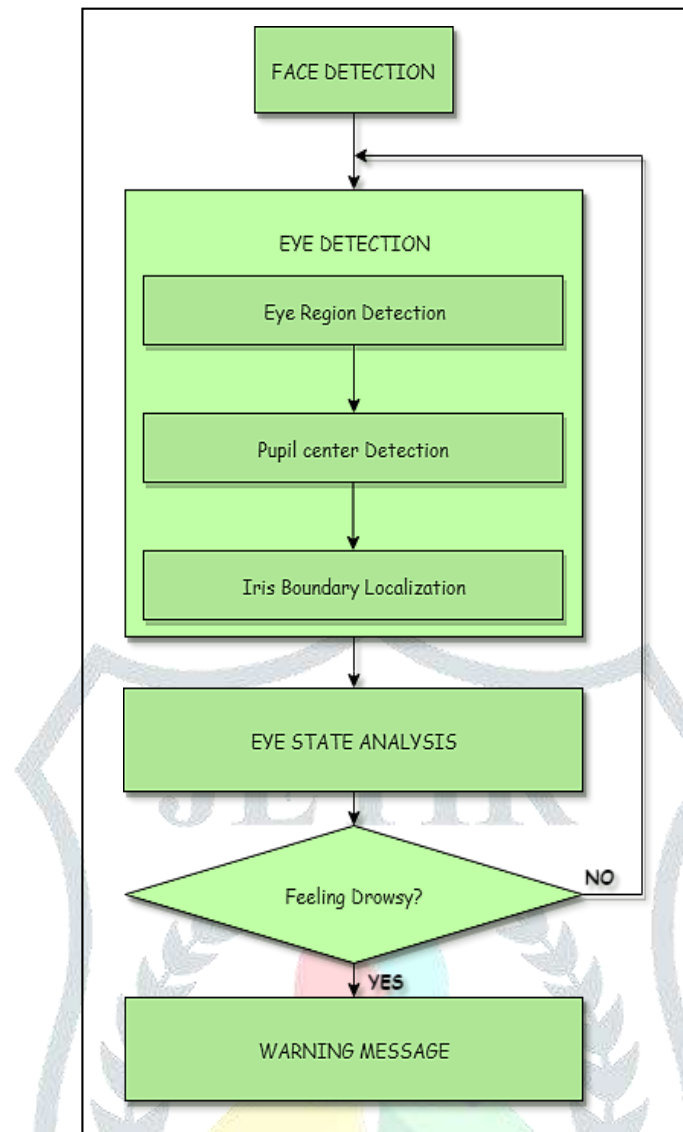 FACE DETECTION
EYE DETECTION
Eye Region Detection
Pupil center Detection
Iris Boundary Localization
EYE STATE ANALYSIS
JETIR
Feeling Drowsy?
NO
YES
WARNING MESSAGE